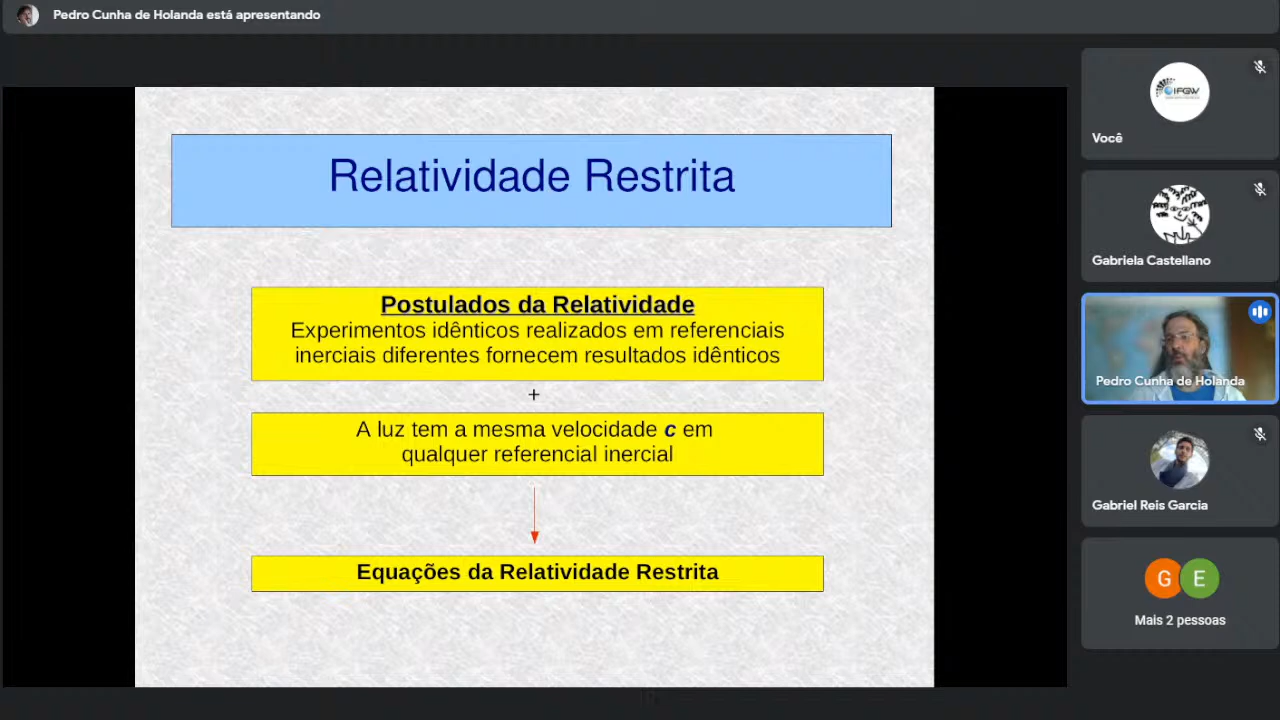 Pedro Cunha de Holanda está apresentando
Relatividade Restrita
Postulados da Relatividade
Experimentos idênticos realizados em referenciais
inerciais diferentes fornecem resultados idênticos
+
A luz tem a mesma velocidade c em
qualquer referencial inercial
Equações da Relatividade Restrita
IFGW
Você
Gabriela Castellano
Pedro Cunha de Holanda
Gabriel Reis Garcia
G E
Mais 2 pessoas